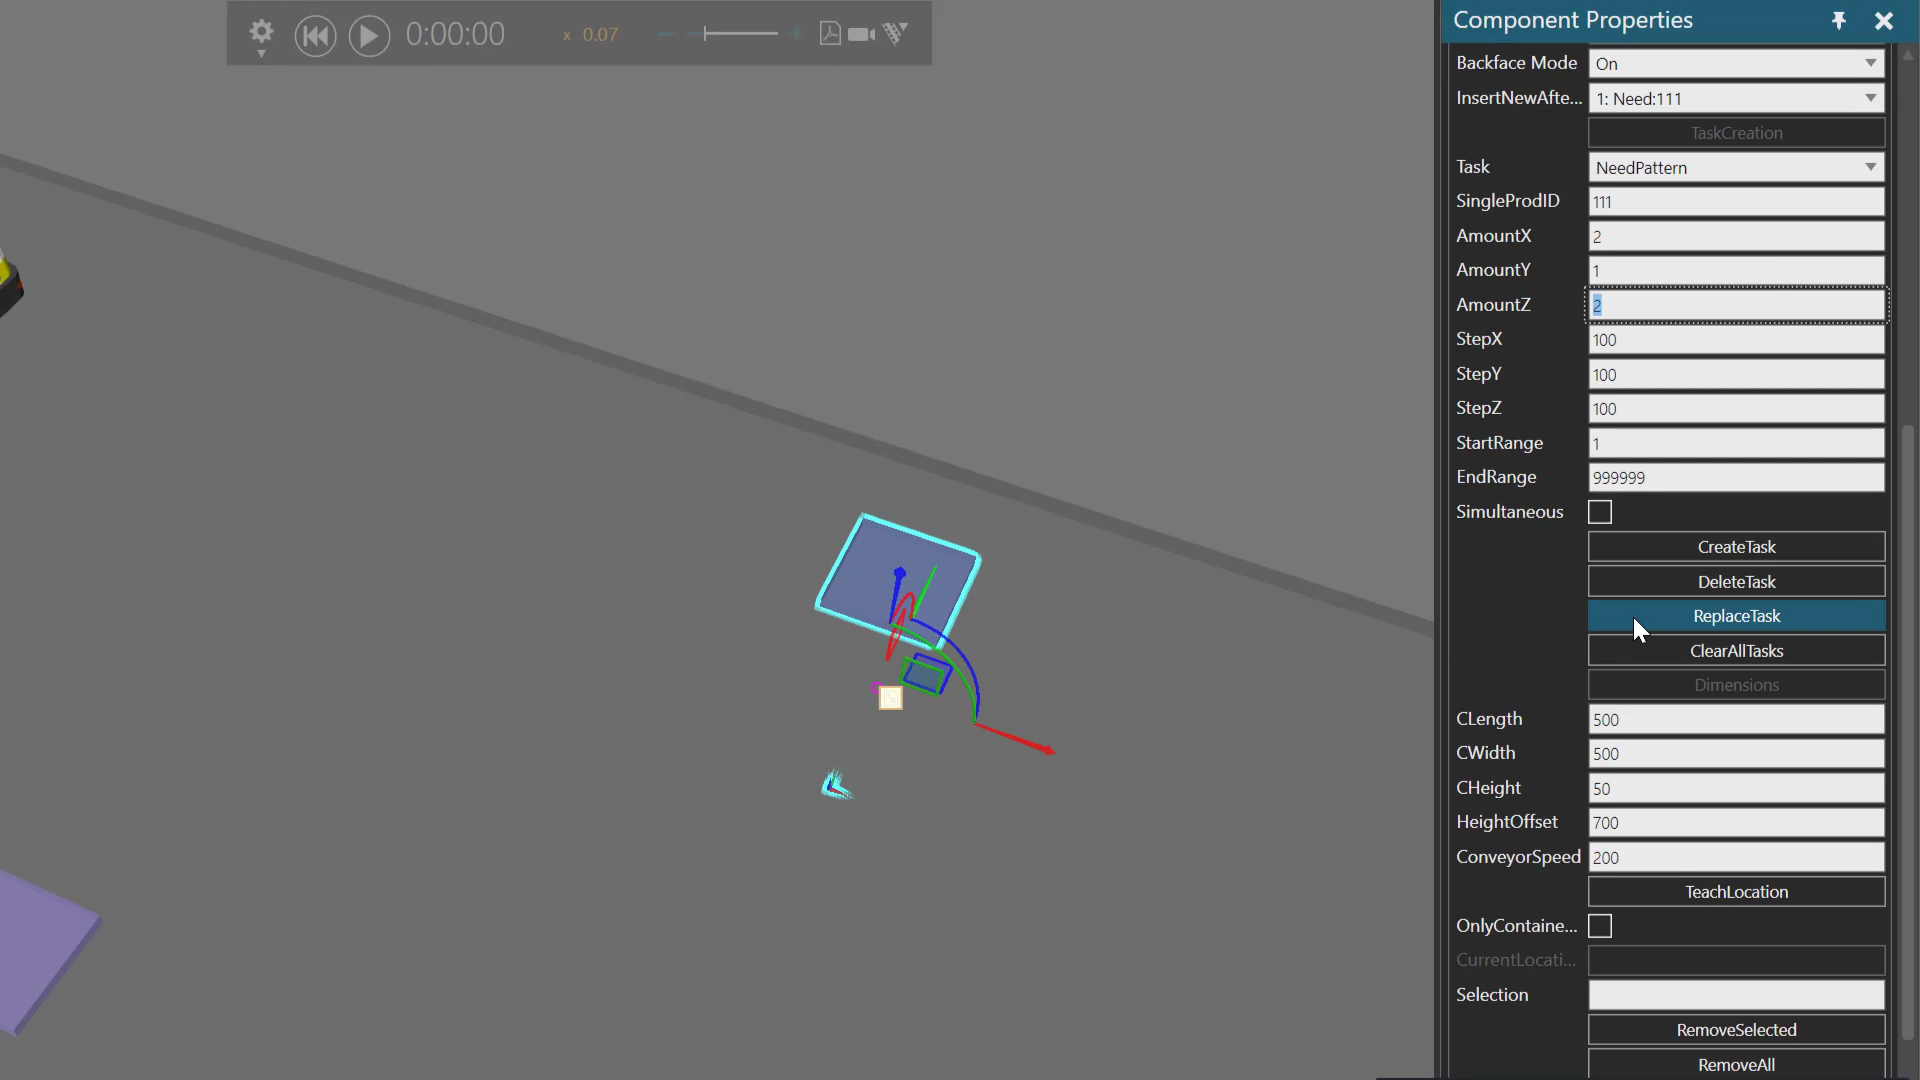 Component Properties
0:00:00
x 0.07
Backface Mode On
InsertNewAfte... 1: Need:111
TaskCreation
Task NeedPattern
SingleProdID 111
AmountX 2
AmountY 1
AmountZ 2
StepX 100
StepY 100
StepZ 100
StartRange 1
EndRange 999999
Simultaneous
CreateTask
DeleteTask
ReplaceTask
ClearAllTasks
Dimensions
CLength 500
CWidth 500
CHeight 50
HeightOffset 700
ConveyorSpeed 200
TeachLocation
OnlyContaine...
CurrentLocati...
Selection
RemoveSelected
RemoveAll